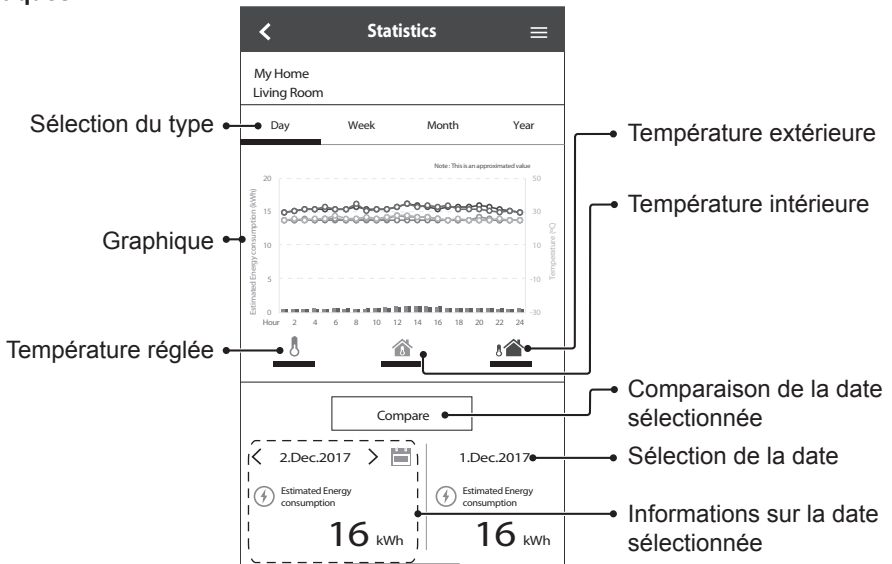 Statistics
My Home
Living Room
Sélection du type
Day Week Month Year
Température extérieure
Note : This is an approximated value
Température intérieure
20 50
15 30
10 10
5 -10
0 -30
Estimated Energy consumption (kWh)
Temperature (ºC)
Graphique
Hour 2 4 6 8 10 12 14 16 18 20 22 24
Température réglée
Comparaison de la date
sélectionnée
Compare
2.Dec.2017
1.Dec.2017
Sélection de la date
Estimated Energy
consumption
16 kWh
Estimated Energy
consumption
16 kWh
Informations sur la date
sélectionnée